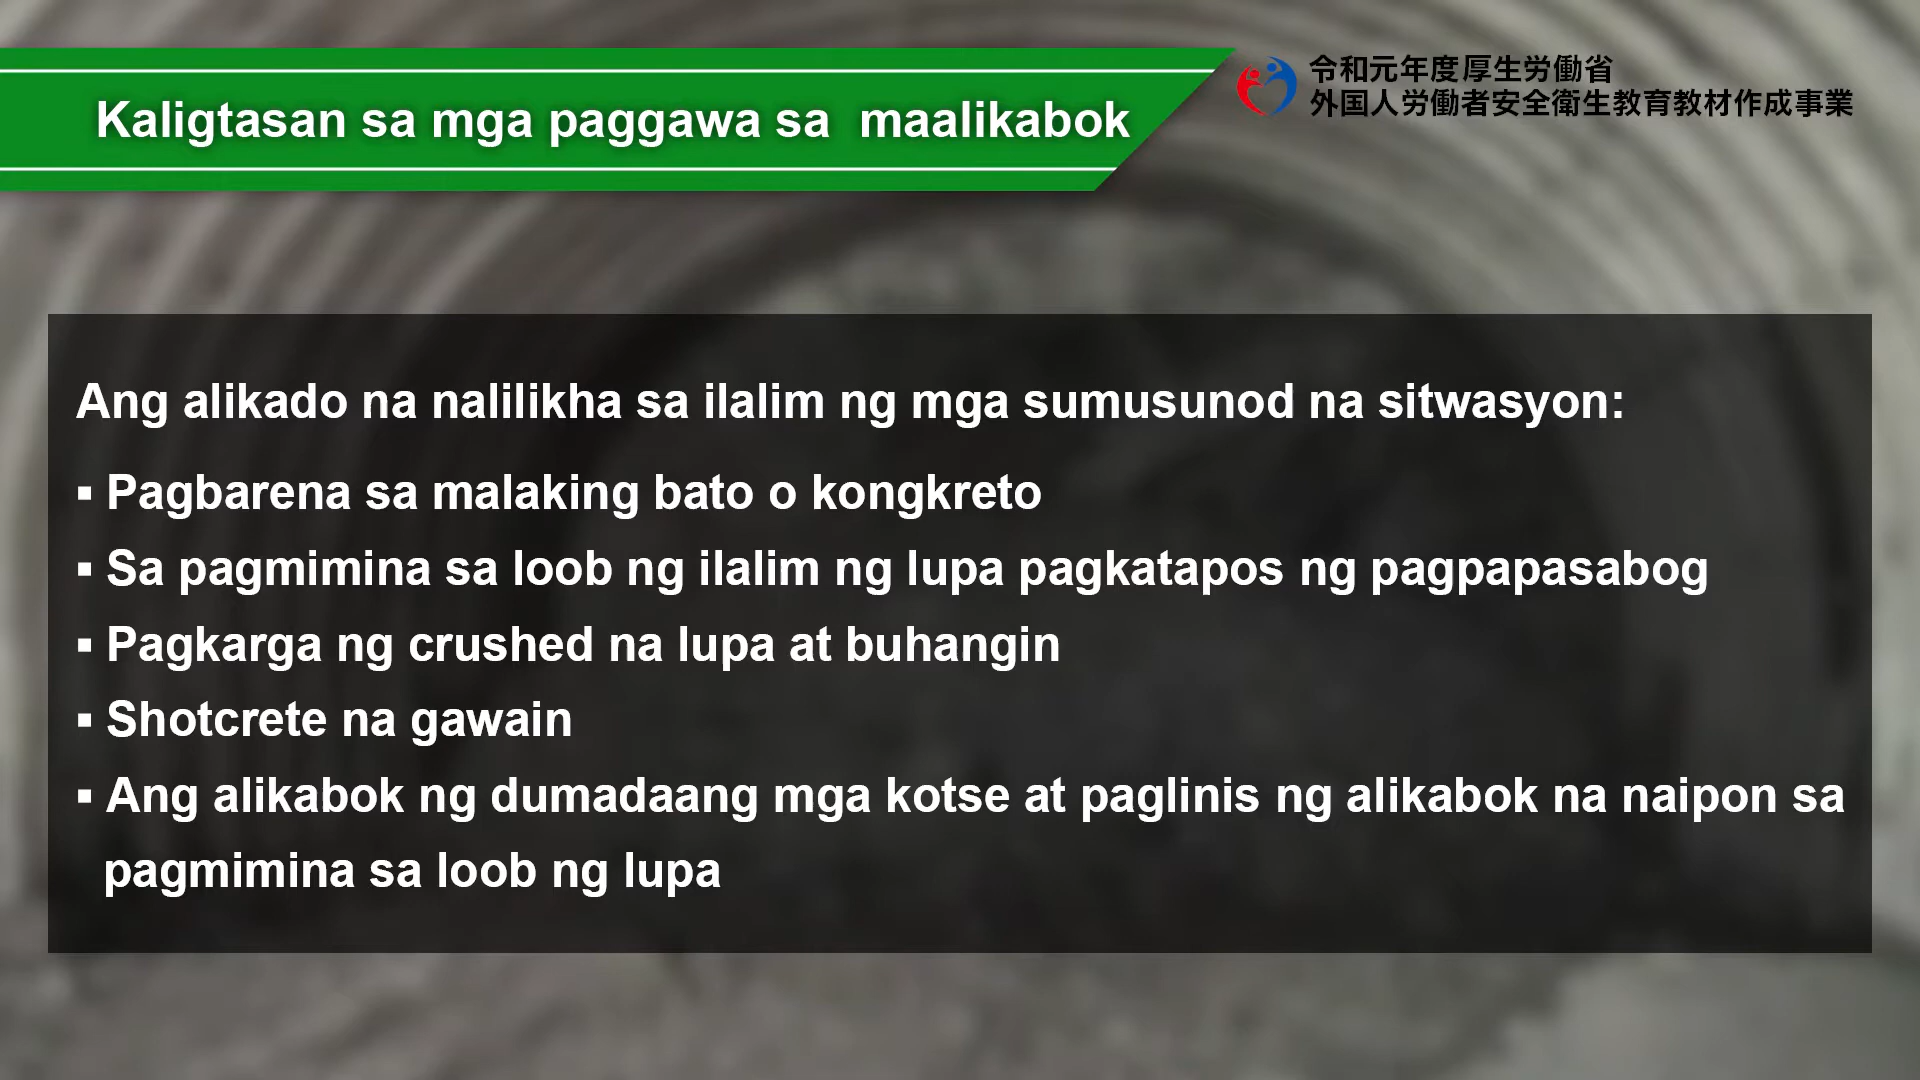 Kaligtasan sa mga paggawa sa  maalikabok
令和元年度厚生労働省
外国人労働者安全衛生教育教材作成事業
Ang alikado na nalilikha sa ilalim ng mga sumusunod na sitwasyon:
▪ Pagbarena sa malaking bato o kongkreto
▪ Sa pagmimina sa loob ng ilalim ng lupa pagkatapos ng pagpapasabog
▪ Pagkarga ng crushed na lupa at buhangin
▪ Shotcrete na gawain
▪ Ang alikabok ng dumadaang mga kotse at paglinis ng alikabok na naipon sa
pagmimina sa loob ng lupa